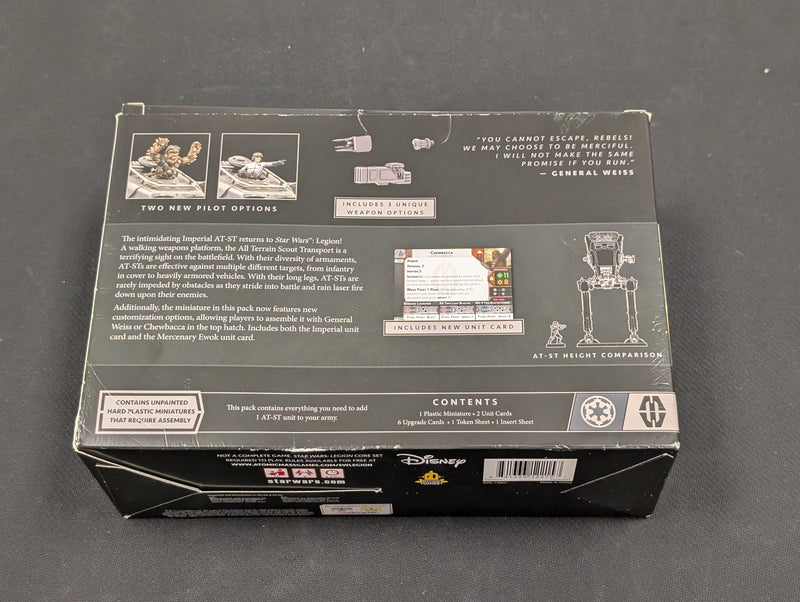 "YOU CANNOT ESCAPE, REBELS!
WE MAY CHOOSE TO BE MERCIFUL.
I WILL NOT MAKE THE SAME
PROMISE IF YOU RUN."
— GENERAL WEISS
TWO NEW PILOT OPTIONS
INCLUDES 3 UNIQUE
WEAPON OPTIONS
The intimidating Imperial AT-ST returns to Star Wars™: Legion!
A walking weapons platform, the All Terrain Scout Transport is a
terrifying sight on the battlefield. With their diversity of armaments,
AT-STs are effective against multiple different targets, from infantry
in cover to heavily armored vehicles. With their long legs, AT-STs are
rarely impeded by obstacles as they stride into battle and rain laser fire
down upon their enemies.
Additionally, the miniature in this pack now features new
customization options, allowing players to assemble it with General
Weiss or Chewbacca in the top hatch. Includes both the Imperial unit
card and the Mercenary Ewok unit card.
Chewbacca
INCLUDES NEW UNIT CARD
AT-ST HEIGHT COMPARISON
CONTAINS UNPAINTED
HARD PLASTIC MINIATURES
THAT REQUIRE ASSEMBLY
This pack contains everything you need to add
1 AT-ST unit to your army.
CONTENTS
1 Plastic Miniature • 2 Unit Cards
6 Upgrade Cards • 1 Token Sheet • 1 Insert Sheet
NOT A COMPLETE GAME. STAR WARS: LEGION CORE SET
REQUIRED TO PLAY. RULES AVAILABLE FOR FREE AT
WWW.ATOMICMASSGAMES.COM/SWLEGION
starwars.com
Disney